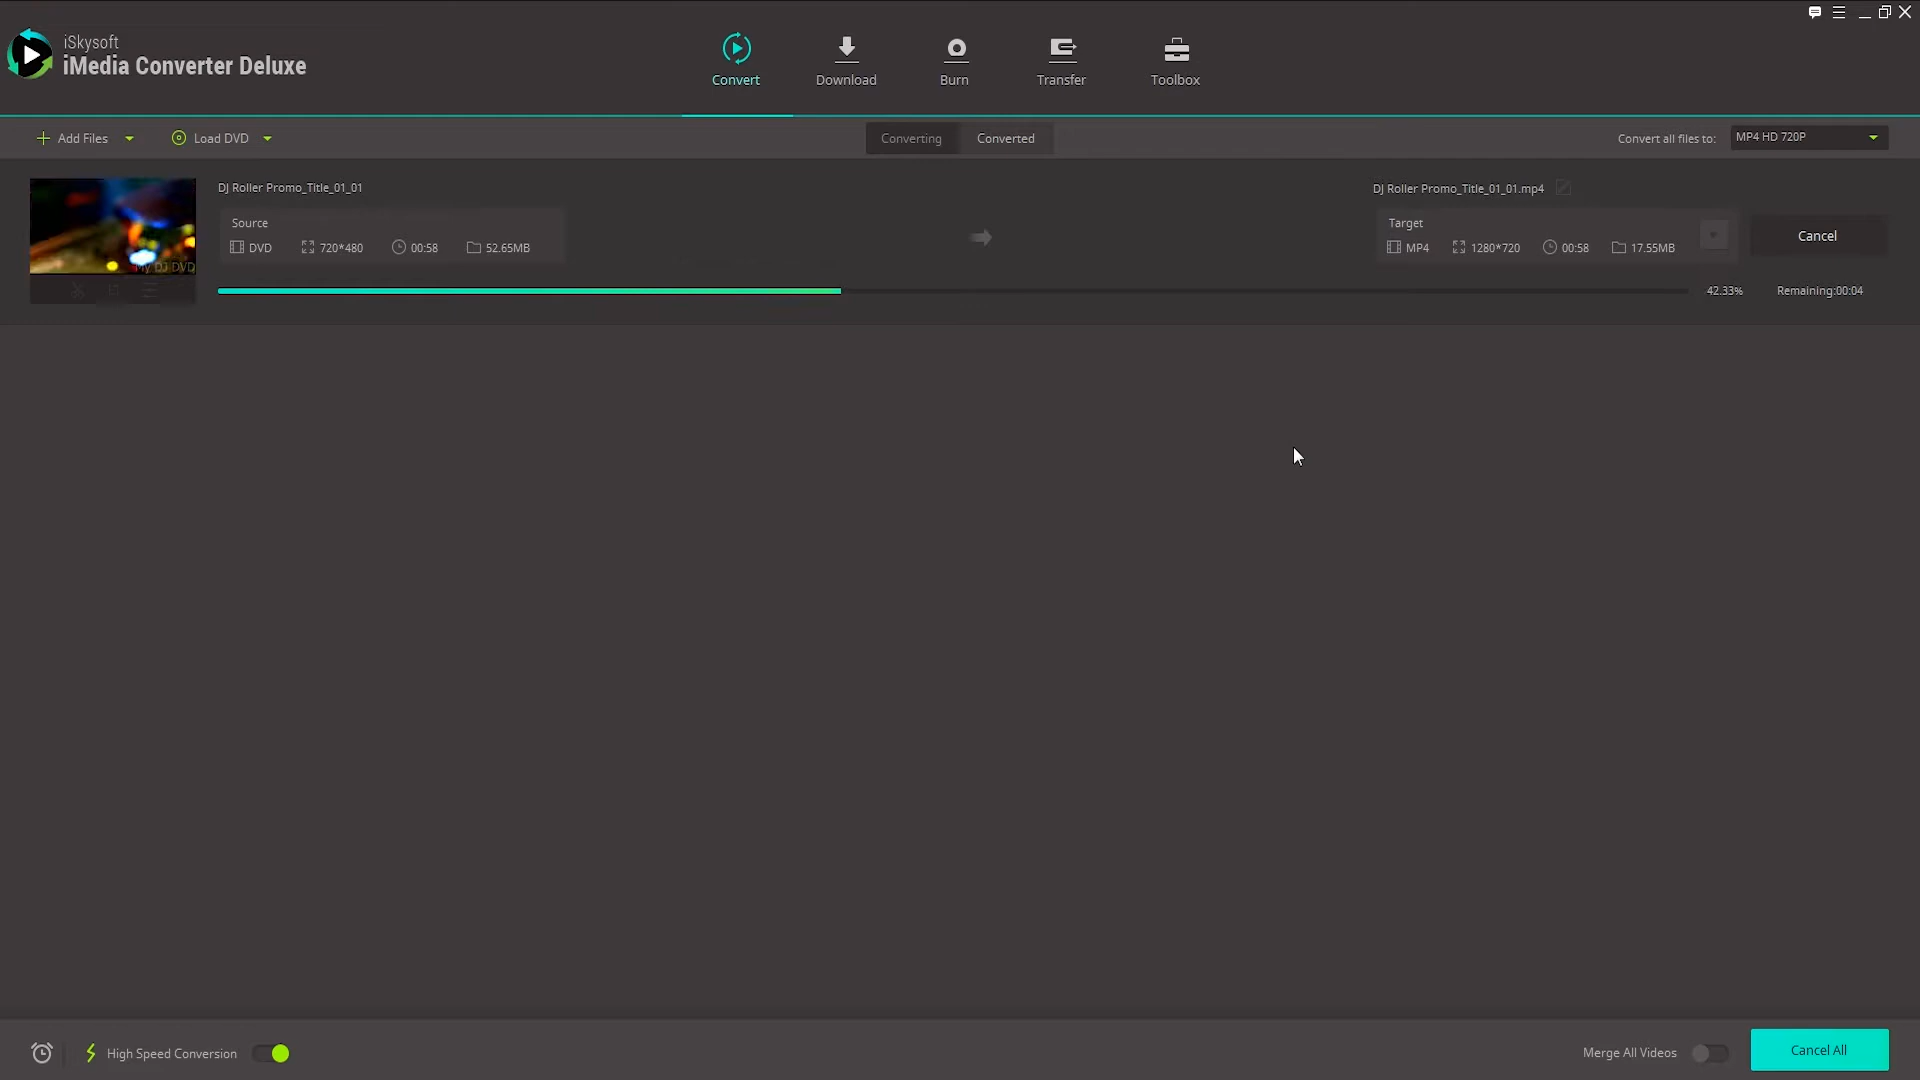 iSkysoft
iMedia Converter Deluxe
Convert
Download
Burn
Transfer
Toolbox
Add Files
Load DVD
Converting
Converted
Convert all files to:
MP4 HD 720P
DJ Roller Promo_Title_01_01
DJ Roller Promo_Title_01_01.mp4
Source
DVD
720*480
00:58
52.65MB
Target
MP4
1280*720
00:58
17.55MB
Cancel
My DJ DVD
42.33%
Remaining:00:04
High Speed Conversion
Merge All Videos
Cancel All